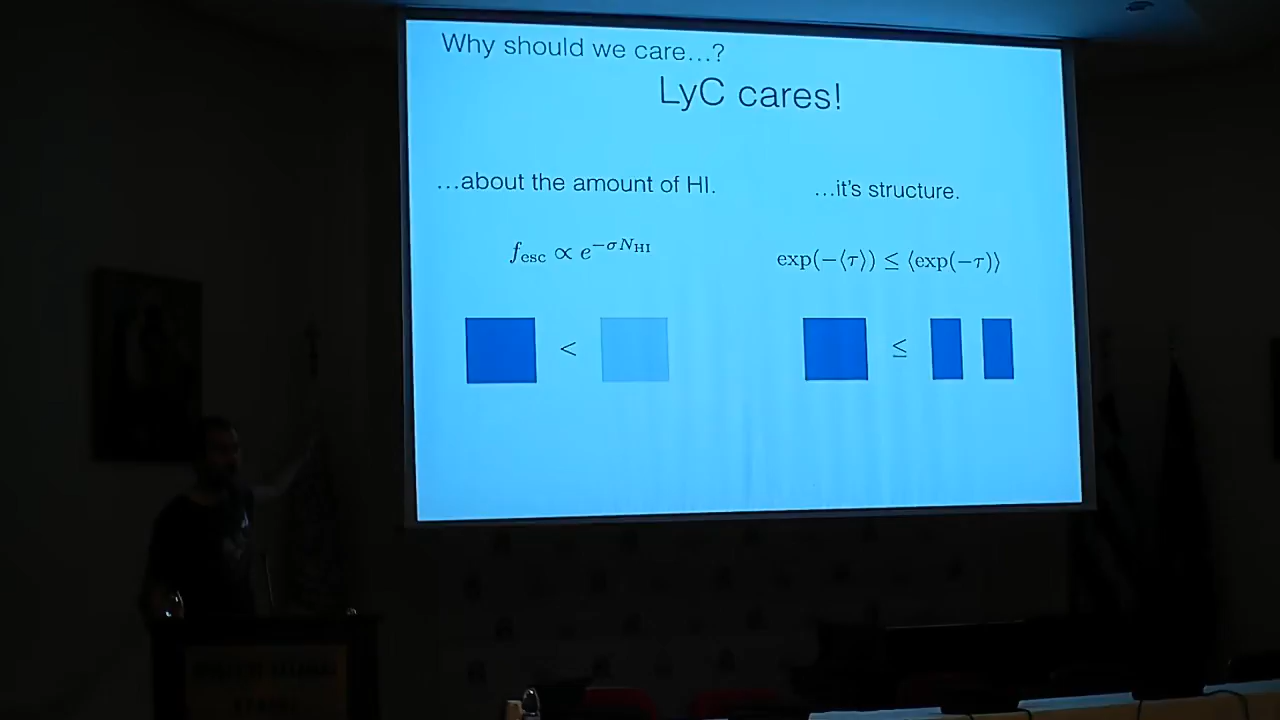 Why should we care...?
LyC cares!
...about the amount of HI.
...it's structure.
f_esc ∝ e^{−σN_HI}
exp(−⟨τ⟩) ≤ ⟨exp(−τ)⟩
<
≤